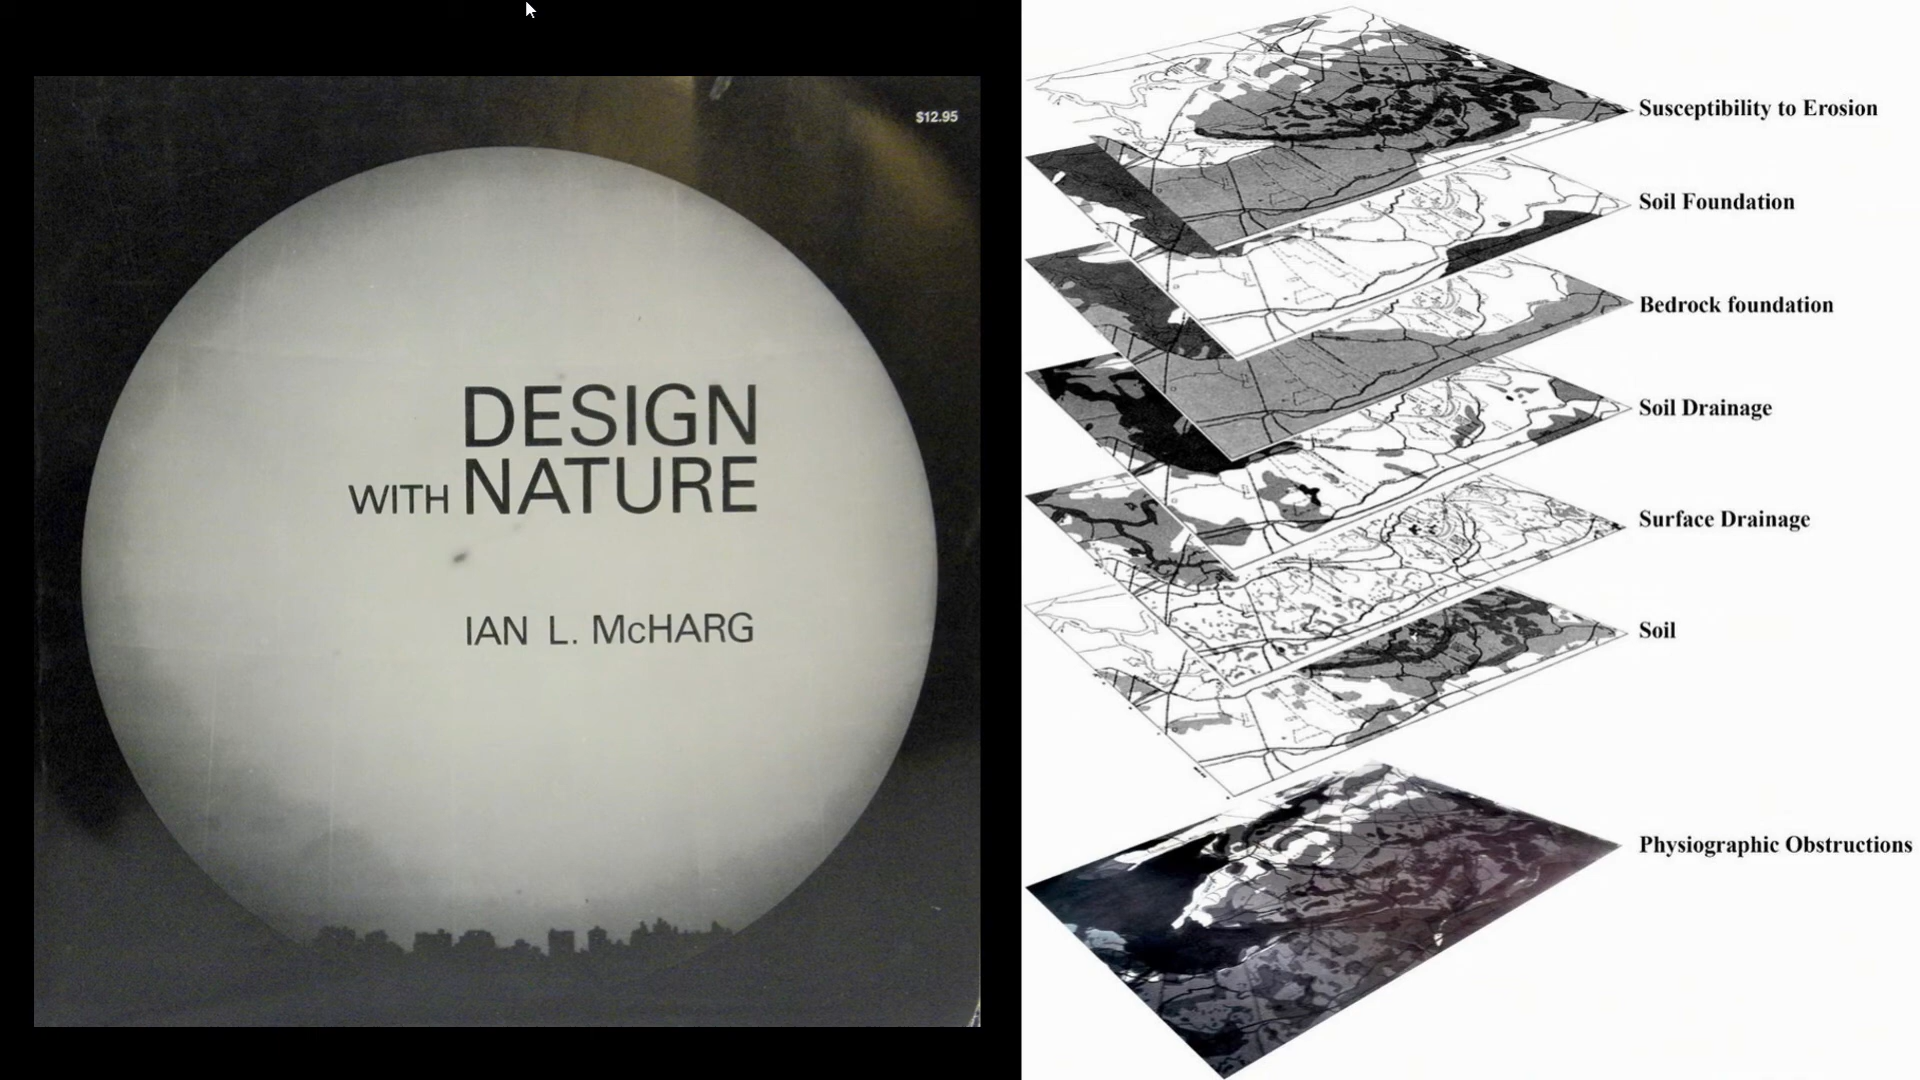 $12.95
DESIGN
WITH NATURE
IAN L. McHARG
Susceptibility to Erosion
Soil Foundation
Bedrock foundation
Soil Drainage
Surface Drainage
Soil
Physiographic Obstructions